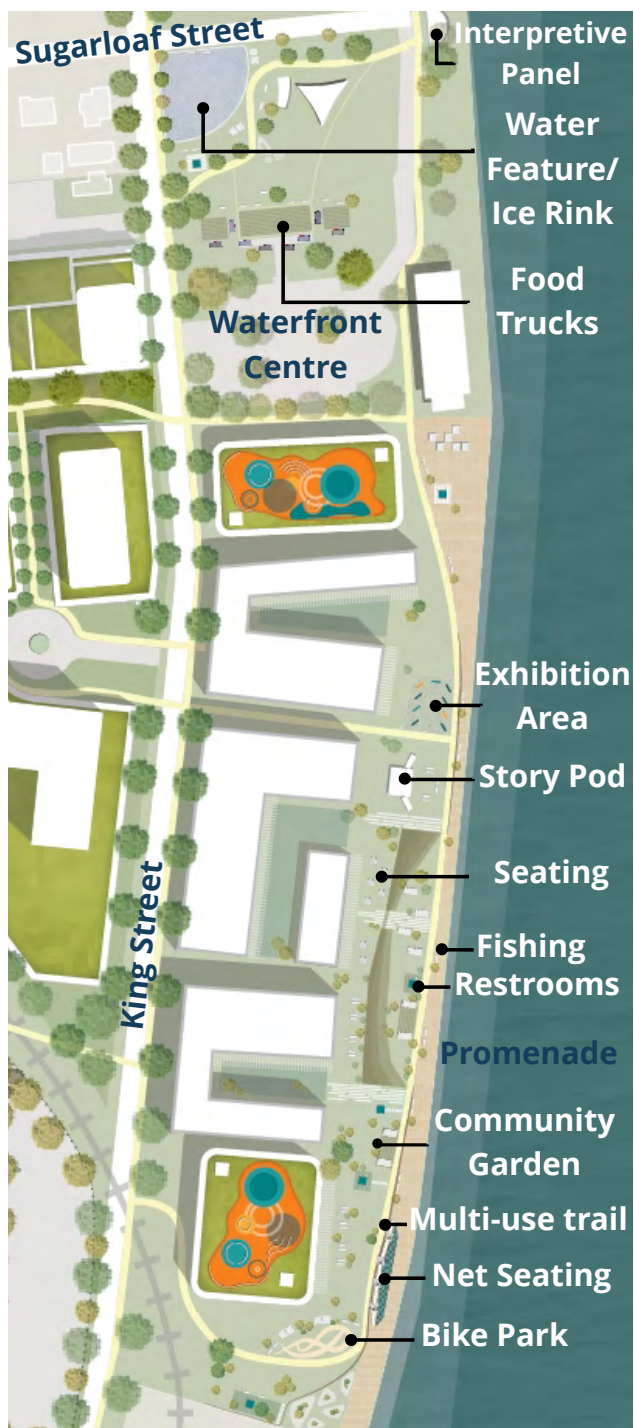 Sugarloaf Street
Interpretive
Panel
Water
Feature/
Ice Rink
Food
Trucks
Waterfront
Centre
Exhibition
Area
Story Pod
Seating
King Street
Fishing
Restrooms
Promenade
Community
Garden
Multi-use trail
Net Seating
Bike Park